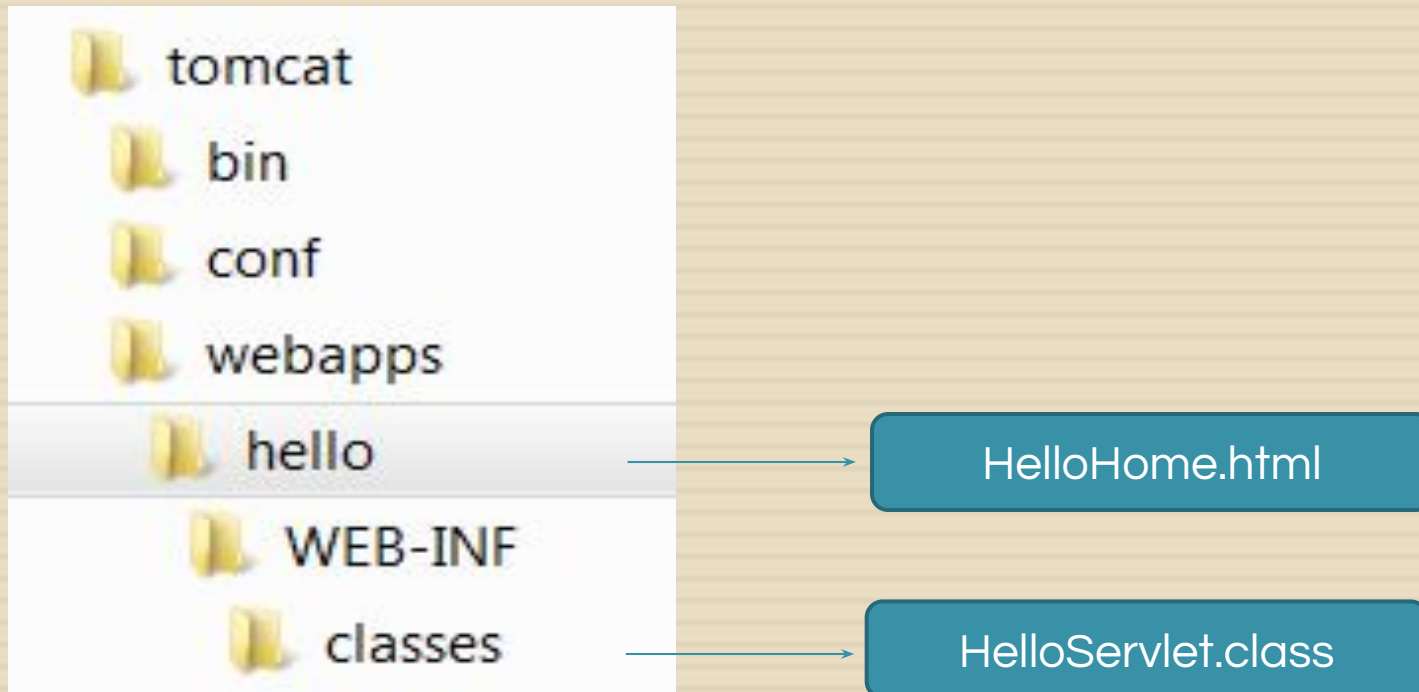 tomcat
bin
conf
webapps
hello
HelloHome.html
WEB-INF
classes
HelloServlet.class